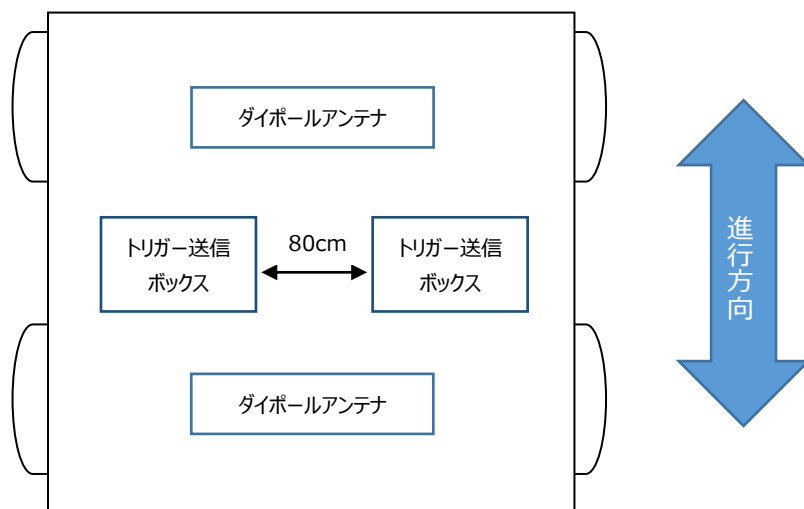 ダイポールアンテナ
トリガー送信
ボックス
80cm
トリガー送信
ボックス
進行方向
ダイポールアンテナ